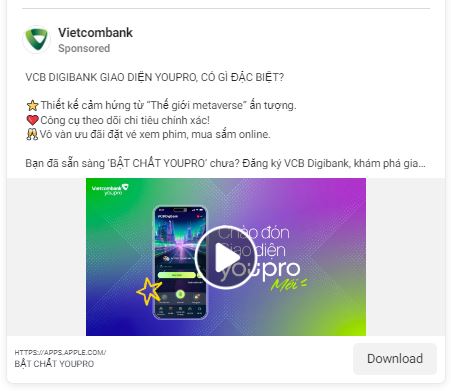 Vietcombank
Sponsored
VCB DIGIBANK GIAO DIỆN YOUPRO, CÓ GÌ ĐẶC BIỆT?
⭐Thiết kế cảm hứng từ "Thế giới metaverse" ấn tượng.
❤️Công cụ theo dõi chi tiêu chính xác!
🥂Vô vàn ưu đãi đặt vé xem phim, mua sắm online.
Bạn đã sẵn sàng 'BẬT CHẤT YOUPRO' chưa? Đăng ký VCB Digibank, khám phá gia...
Vietcombank
youpro
VCBDigibank
Chào đón
Giao diện
youpro
Mới
HTTPS://APPS.APPLE.COM/
BẬT CHẤT YOUPRO
Download